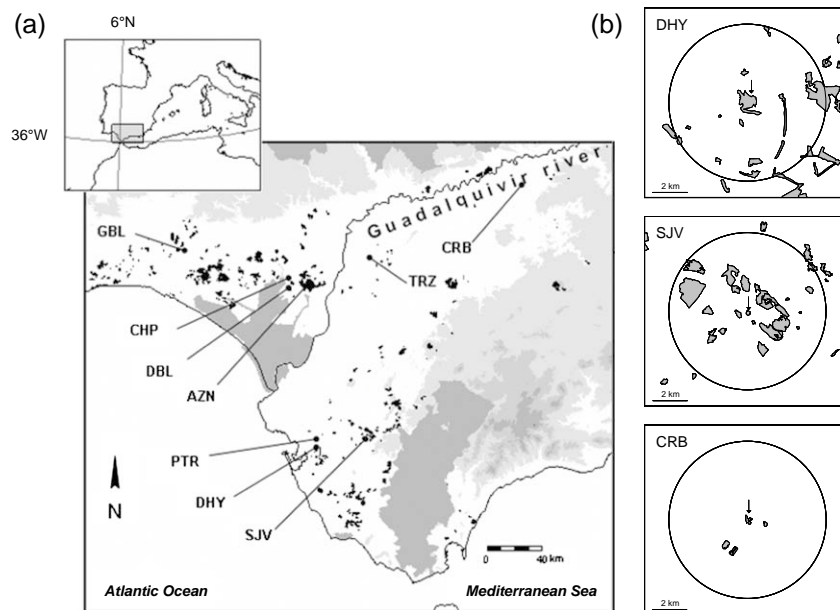 (a)
6°N
36°W
Guadalquivir river
GBL
CRB
TRZ
CHP
DBL
AZN
PTR
DHY
SJV
N
0
40 km
Atlantic Ocean
Mediterranean Sea
(b)
DHY
2 km
SJV
2 km
CRB
2 km